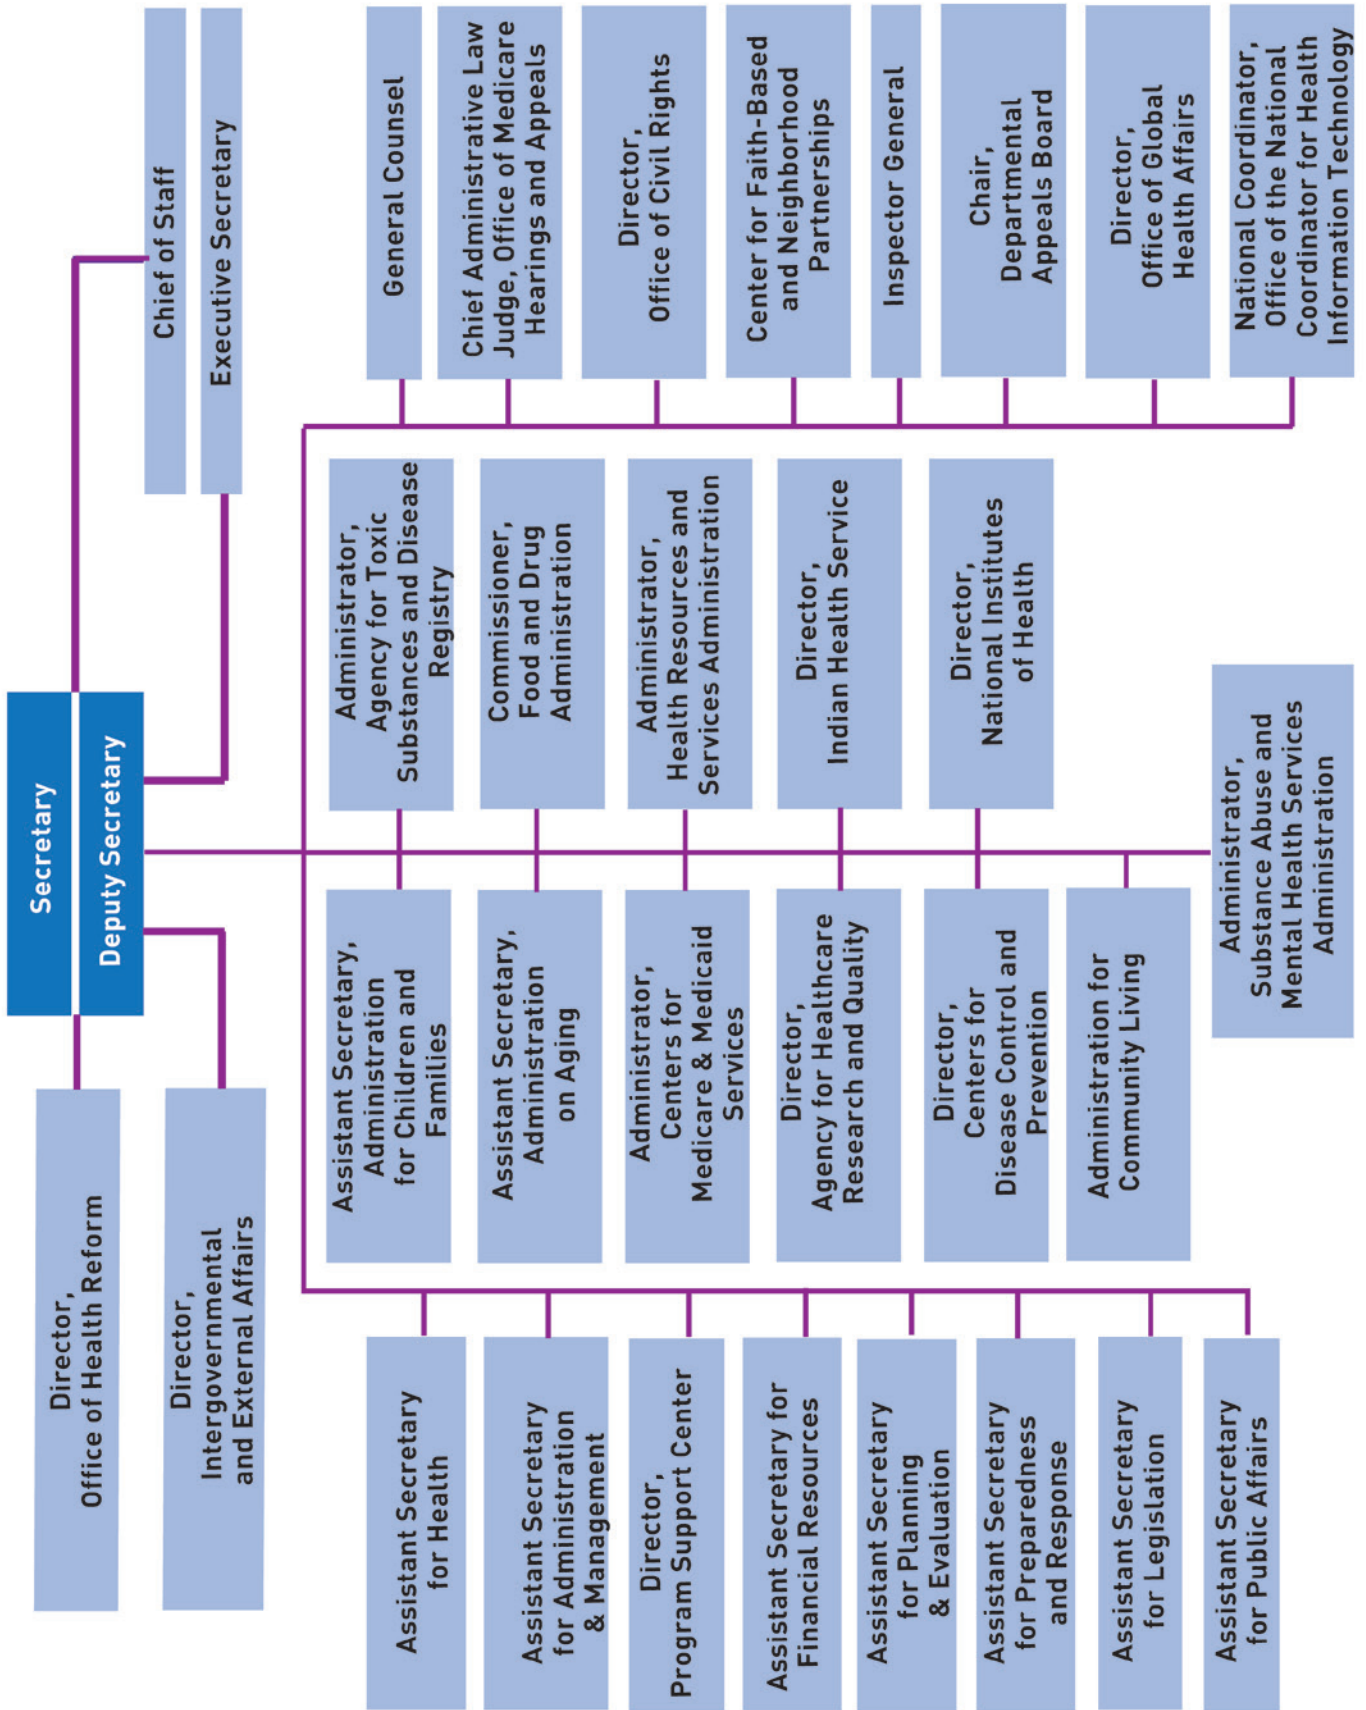 Secretary
Deputy Secretary
Director,
Office of Health Reform
Director,
Intergovernmental
and External Affairs
Chief of Staff
Executive Secretary
Assistant Secretary
for Health
Assistant Secretary
for Administration
& Management
Director,
Program Support Center
Assistant Secretary for
Financial Resources
Assistant Secretary
for Planning
& Evaluation
Assistant Secretary
for Preparedness
and Response
Assistant Secretary
for Legislation
Assistant Secretary
for Public Affairs
Assistant Secretary,
Administration
for Children and
Families
Assistant Secretary,
Administration
on Aging
Administrator,
Centers for
Medicare & Medicaid
Services
Director,
Agency for Healthcare
Research and Quality
Director,
Centers for
Disease Control and
Prevention
Administration for
Community Living
Administrator,
Agency for Toxic
Substances and Disease
Registry
Commissioner,
Food and Drug
Administration
Administrator,
Health Resources and
Services Administration
Director,
Indian Health Service
Director,
National Institutes
of Health
Administrator,
Substance Abuse and
Mental Health Services
Administration
General Counsel
Chief Administrative Law
Judge, Office of Medicare
Hearings and Appeals
Director,
Office of Civil Rights
Center for Faith-Based
and Neighborhood
Partnerships
Inspector General
Chair,
Departmental
Appeals Board
Director,
Office of Global
Health Affairs
National Coordinator,
Office of the National
Coordinator for Health
Information Technology